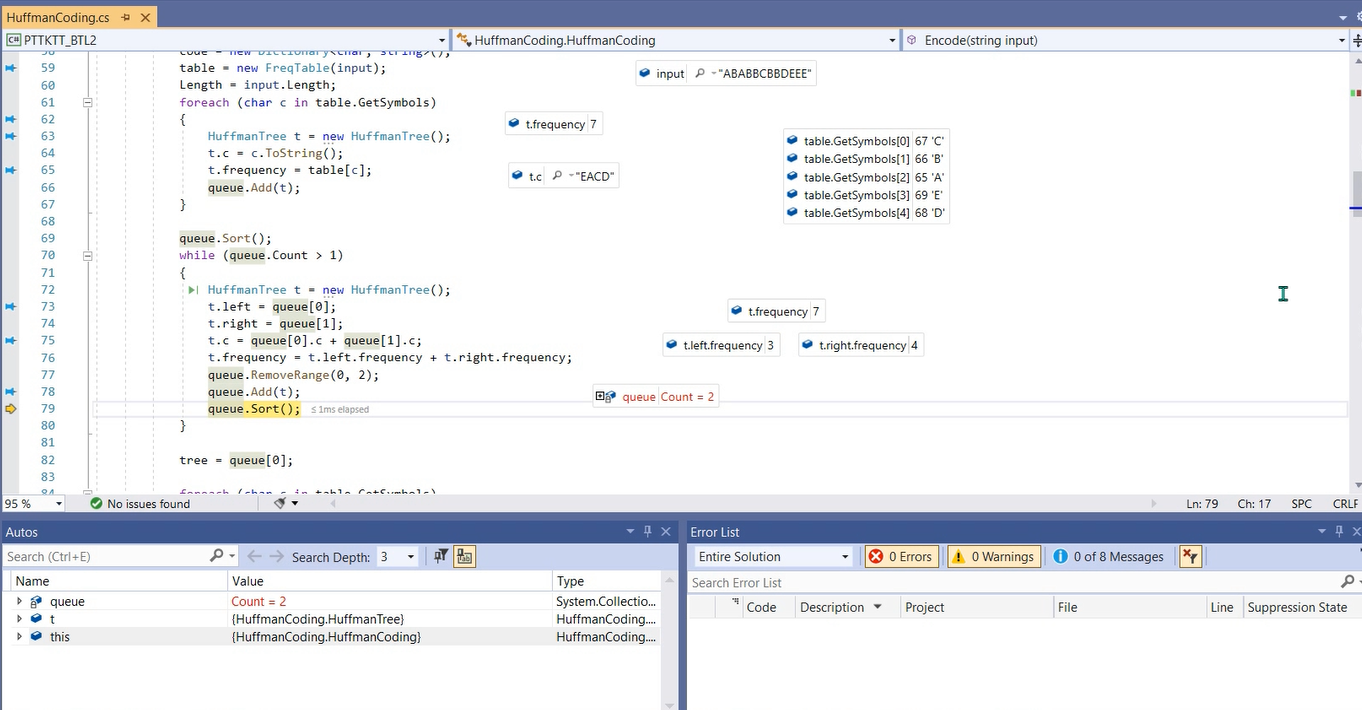 HuffmanCoding.cs
C# PTTKTT_BTL2
HuffmanCoding.HuffmanCoding
Encode(string input)
58 code = new Dictionary<char, string>();
59 table = new FreqTable(input);
input "ABABBCBBDEEE"
60 Length = input.Length;
61 foreach (char c in table.GetSymbols)
62 {
t.frequency 7
63 HuffmanTree t = new HuffmanTree();
64 t.c = c.ToString();
65 t.frequency = table[c];
t.c "EACD"
66 queue.Add(t);
67 }
table.GetSymbols[0] 67 'C'
table.GetSymbols[1] 66 'B'
table.GetSymbols[2] 65 'A'
table.GetSymbols[3] 69 'E'
table.GetSymbols[4] 68 'D'
68
69 queue.Sort();
70 while (queue.Count > 1)
71 {
72 HuffmanTree t = new HuffmanTree();
73 t.left = queue[0];
t.frequency 7
74 t.right = queue[1];
75 t.c = queue[0].c + queue[1].c;
t.left.frequency 3
t.right.frequency 4
76 t.frequency = t.left.frequency + t.right.frequency;
77 queue.RemoveRange(0, 2);
78 queue.Add(t);
queue Count = 2
79 queue.Sort(); ≤ 1ms elapsed
80 }
81
82 tree = queue[0];
83
84 foreach (char c in table.GetSymbols)
95 %
No issues found
Ln: 79 Ch: 17 SPC CRLF
Autos
Search (Ctrl+E)
Search Depth: 3
Name Value Type
queue Count = 2 System.Collectio...
t {HuffmanCoding.HuffmanTree} HuffmanCoding....
this {HuffmanCoding.HuffmanCoding} HuffmanCoding....
Error List
Entire Solution 0 Errors 0 Warnings 0 of 8 Messages
Search Error List
Code Description Project File Line Suppression State